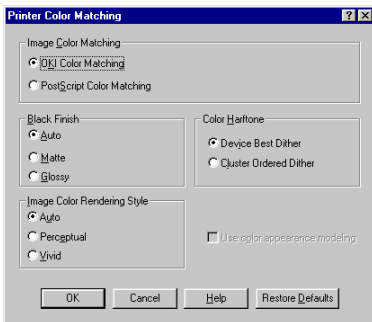 Printer Color Matching
Image Color Matching
OKI Color Matching
PostScript Color Matching
Black Finish
Auto
Matte
Glossy
Color Harftone
Device Best Dither
Cluster Ordered Dither
Image Color Rendering Style
Auto
Perceptual
Vivid
Use color appearance modeling
OK
Cancel
Help
Restore Defaults